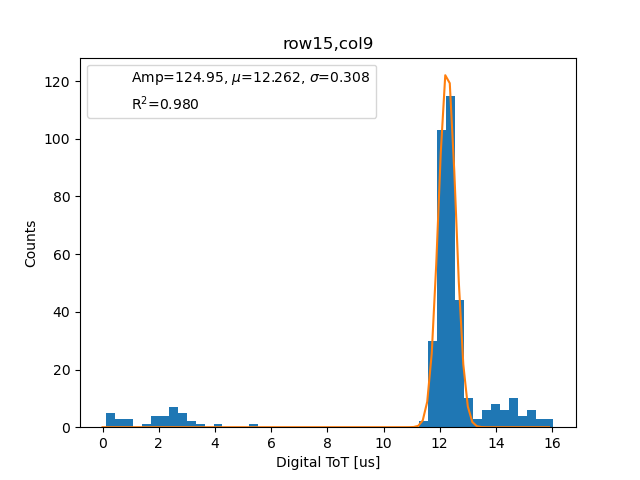 row15,col9
Amp=124.95, μ=12.262, σ=0.308
R²=0.980
120
100
80
60
40
20
0
Counts
0 2 4 6 8 10 12 14 16
Digital ToT [us]